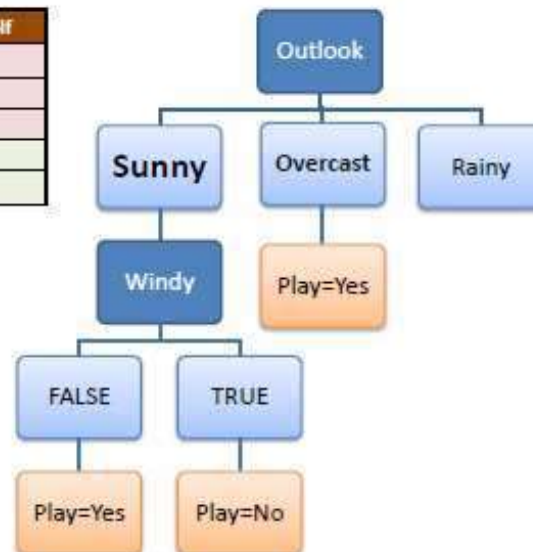 Outlook
Sunny
Overcast
Rainy
Windy
Play=Yes
FALSE
TRUE
Play=Yes
Play=No